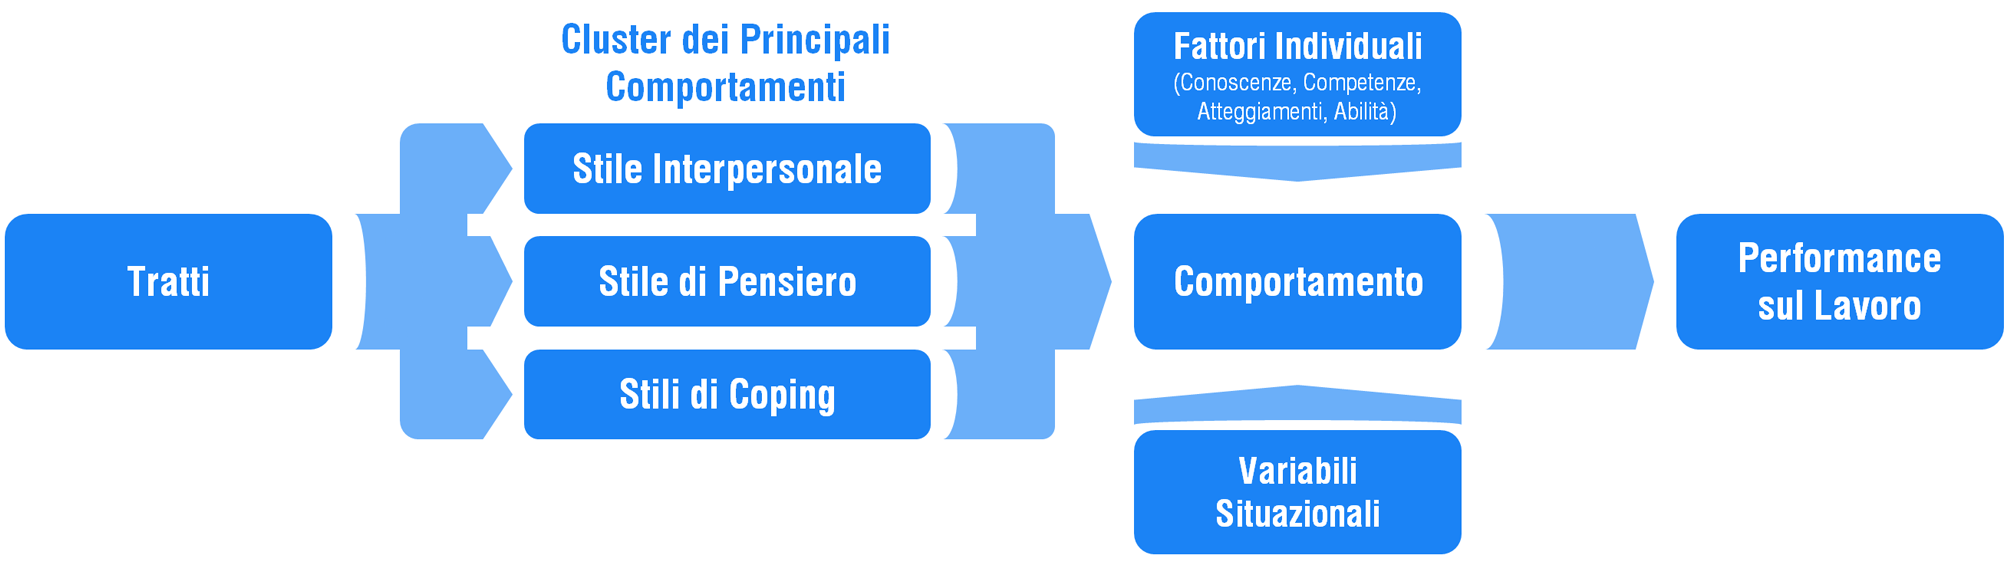 Tratti
Cluster dei Principali
Comportamenti
Stile Interpersonale
Stile di Pensiero
Stili di Coping
Fattori Individuali
(Conoscenze, Competenze,
Atteggiamenti, Abilità)
Comportamento
Variabili
Situazionali
Performance
sul Lavoro